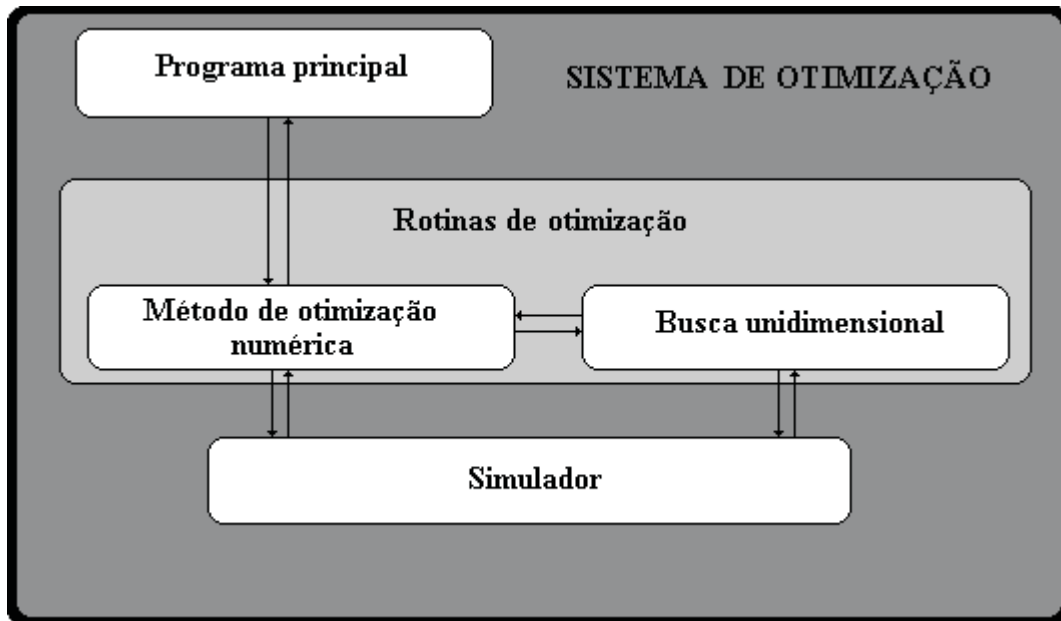 Programa principal
SISTEMA DE OTIMIZAÇÃO
Rotinas de otimização
Método de otimização
numérica
Busca unidimensional
Simulador